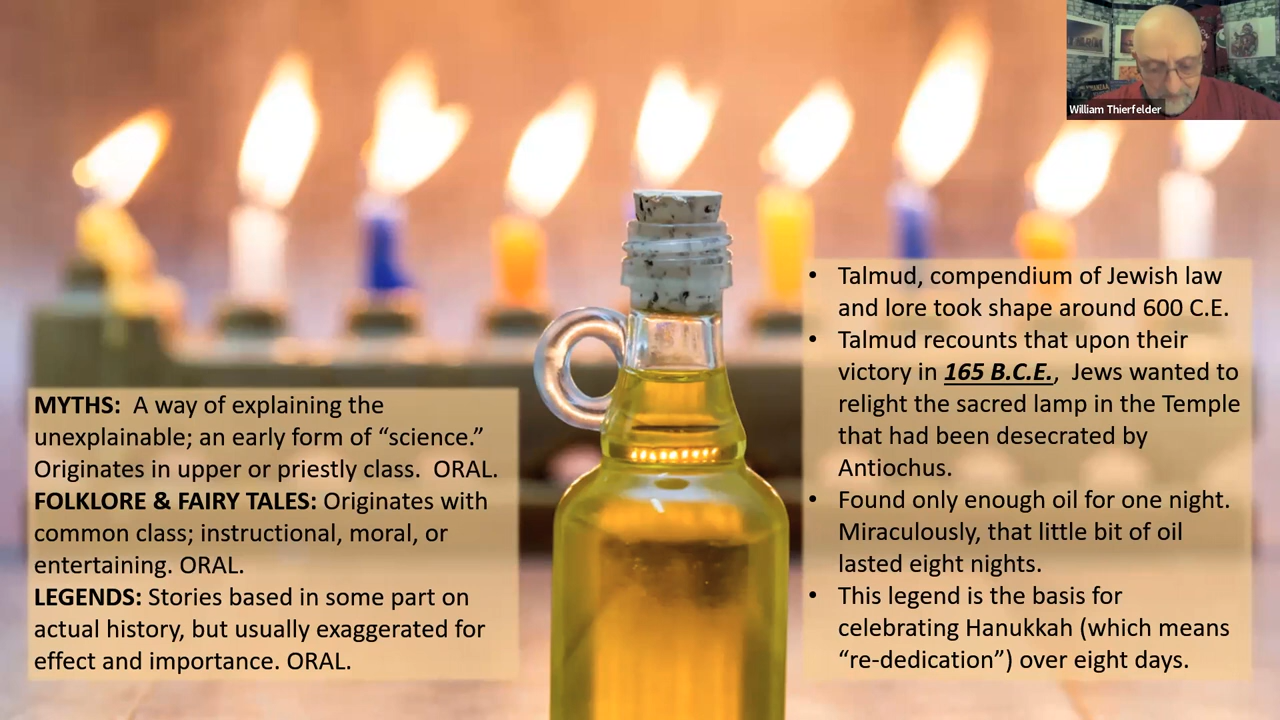 William Thierfelder
MYTHS: A way of explaining the
unexplainable; an early form of “science.”
Originates in upper or priestly class. ORAL.
FOLKLORE & FAIRY TALES: Originates with
common class; instructional, moral, or
entertaining. ORAL.
LEGENDS: Stories based in some part on
actual history, but usually exaggerated for
effect and importance. ORAL.
• Talmud, compendium of Jewish law
and lore took shape around 600 C.E.
• Talmud recounts that upon their
victory in 165 B.C.E., Jews wanted to
relight the sacred lamp in the Temple
that had been desecrated by
Antiochus.
• Found only enough oil for one night.
Miraculously, that little bit of oil
lasted eight nights.
• This legend is the basis for
celebrating Hanukkah (which means
“re-dedication”) over eight days.